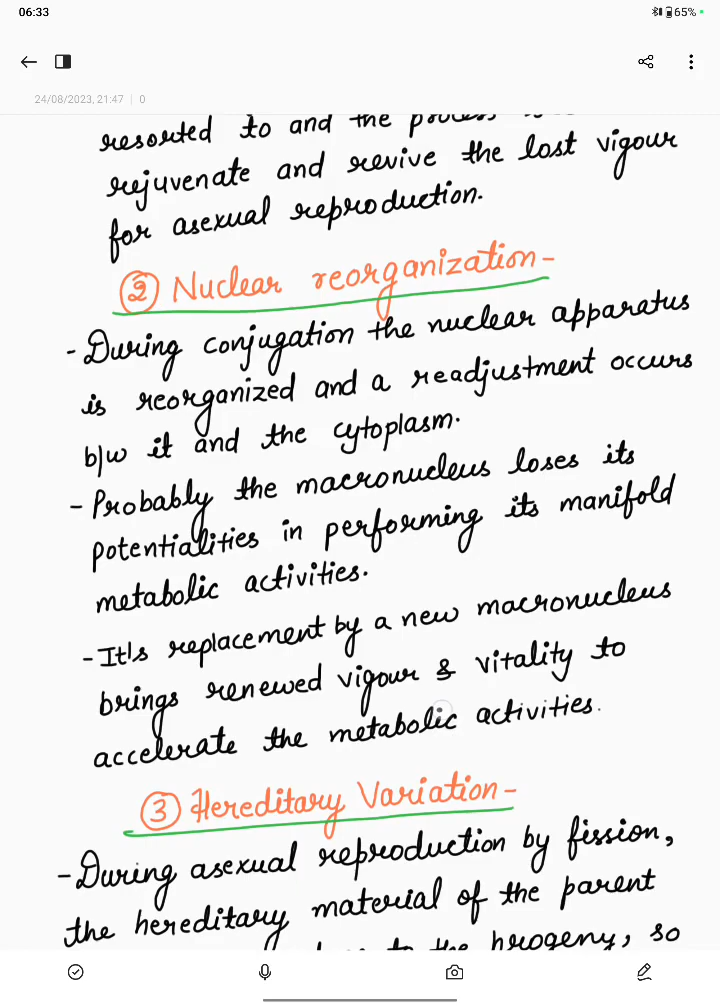 06:33
65%
24/08/2023, 21:47 | 0
resorted to and the process
rejuvenate and revive the lost vigour
for asexual reproduction.
② Nuclear reorganization-
- During conjugation the nuclear apparatus
is reorganized and a readjustment occurs
b/w it and the cytoplasm.
- Probably the macronucleus loses its
potentialities in performing its manifold
metabolic activities.
- It's replacement by a new macronucleus
brings renewed vigour & vitality to
accelerate the metabolic activities.
③ Hereditary Variation-
- During asexual reproduction by fission,
the hereditary material of the parent
to the progeny, so